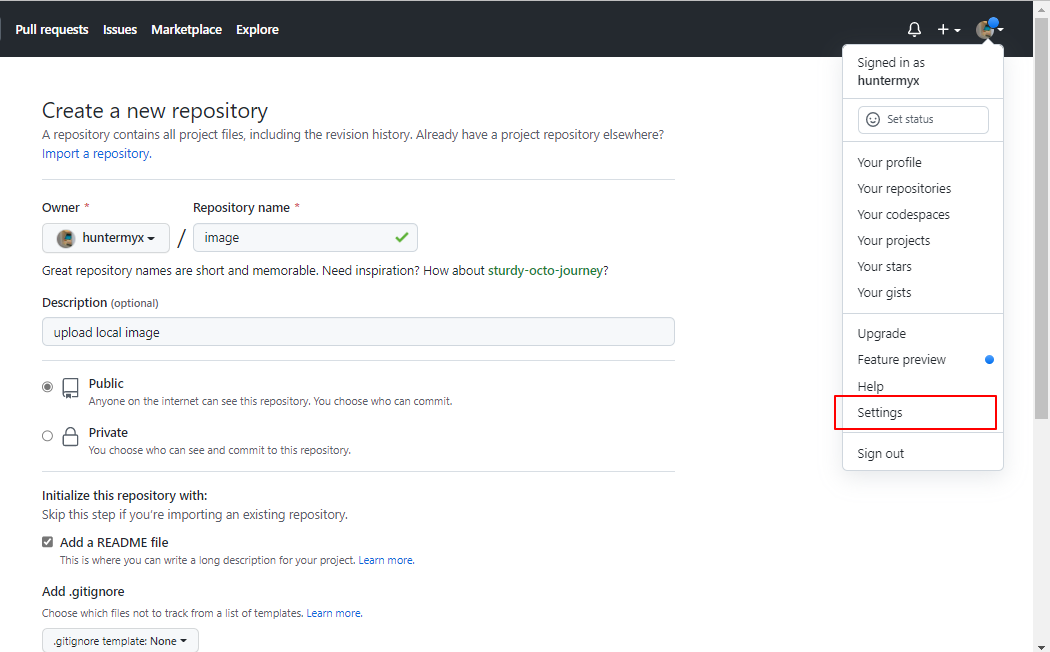 Pull requests Issues Marketplace Explore
Signed in as
huntermyx
Set status
Your profile
Your repositories
Your codespaces
Your projects
Your stars
Your gists
Upgrade
Feature preview
Help
Settings
Sign out
Create a new repository
A repository contains all project files, including the revision history. Already have a project repository elsewhere?
Import a repository.
Owner * Repository name *
huntermyx / image
Great repository names are short and memorable. Need inspiration? How about sturdy-octo-journey?
Description (optional)
upload local image
Public
Anyone on the internet can see this repository. You choose who can commit.
Private
You choose who can see and commit to this repository.
Initialize this repository with:
Skip this step if you're importing an existing repository.
Add a README file
This is where you can write a long description for your project. Learn more.
Add .gitignore
Choose which files not to track from a list of templates. Learn more.
.gitignore template: None